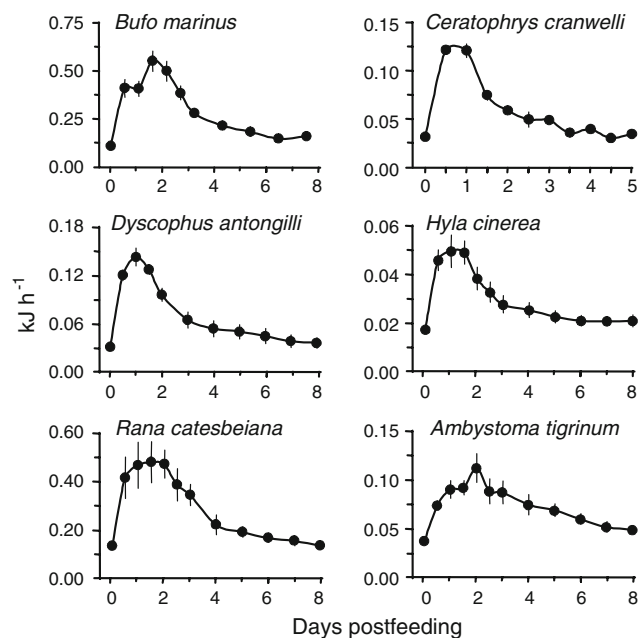 Bufo marinus
0.75
0.50
0.25
0.00
0 2 4 6 8
Ceratophrys cranwelli
0.15
0.10
0.05
0.00
0 1 2 3 4 5
Dyscophus antongilli
0.18
0.12
0.06
0.00
0 2 4 6 8
Hyla cinerea
0.06
0.04
0.02
0.00
0 2 4 6 8
Rana catesbeiana
0.60
0.40
0.20
0.00
0 2 4 6 8
Ambystoma tigrinum
0.15
0.10
0.05
0.00
0 2 4 6 8
kJ h⁻¹
Days postfeeding